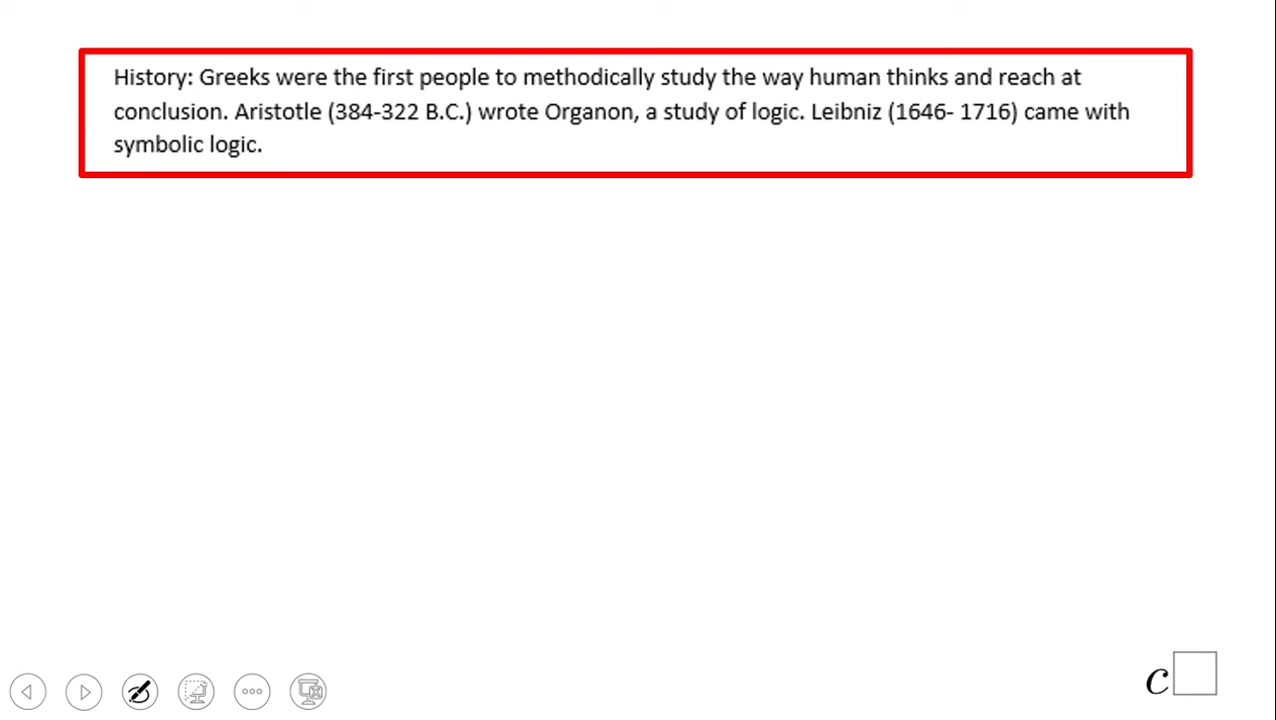 History: Greeks were the first people to methodically study the way human thinks and reach at
conclusion. Aristotle (384-322 B.C.) wrote Organon, a study of logic. Leibniz (1646- 1716) came with
symbolic logic.
c